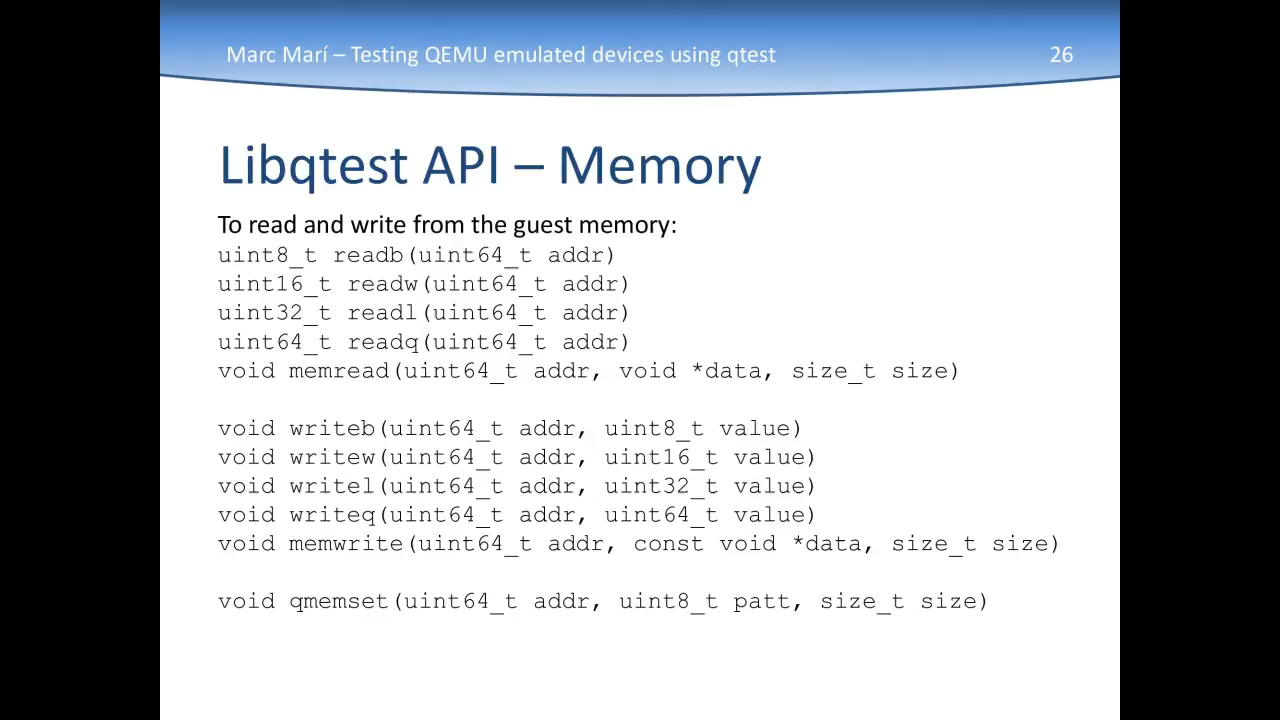 Marc Marí – Testing QEMU emulated devices using qtest 26
Libqtest API – Memory
To read and write from the guest memory:
uint8_t readb(uint64_t addr)
uint16_t readw(uint64_t addr)
uint32_t readl(uint64_t addr)
uint64_t readq(uint64_t addr)
void memread(uint64_t addr, void *data, size_t size)
void writeb(uint64_t addr, uint8_t value)
void writew(uint64_t addr, uint16_t value)
void writel(uint64_t addr, uint32_t value)
void writeq(uint64_t addr, uint64_t value)
void memwrite(uint64_t addr, const void *data, size_t size)
void qmemset(uint64_t addr, uint8_t patt, size_t size)